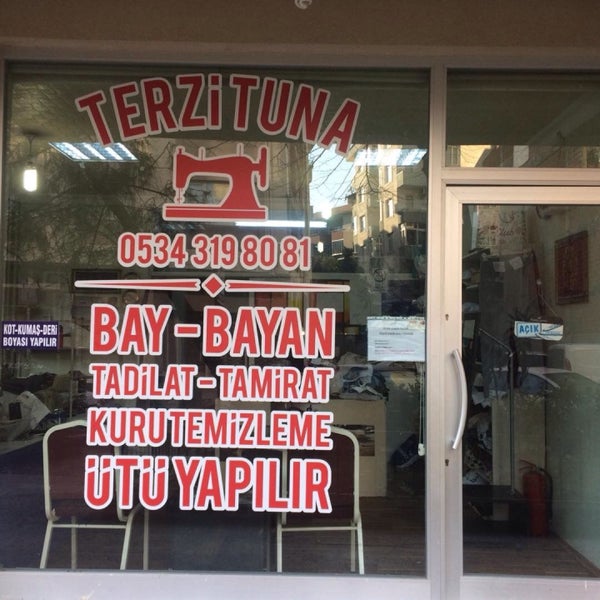 TERZİ TUNA
0534 319 80 81
BAY - BAYAN
TADİLAT - TAMİRAT
KURU TEMİZLEME
ÜTÜ YAPILIR
KOT-KUMAŞ-DERİ
BOYASI YAPILIR
AÇIK